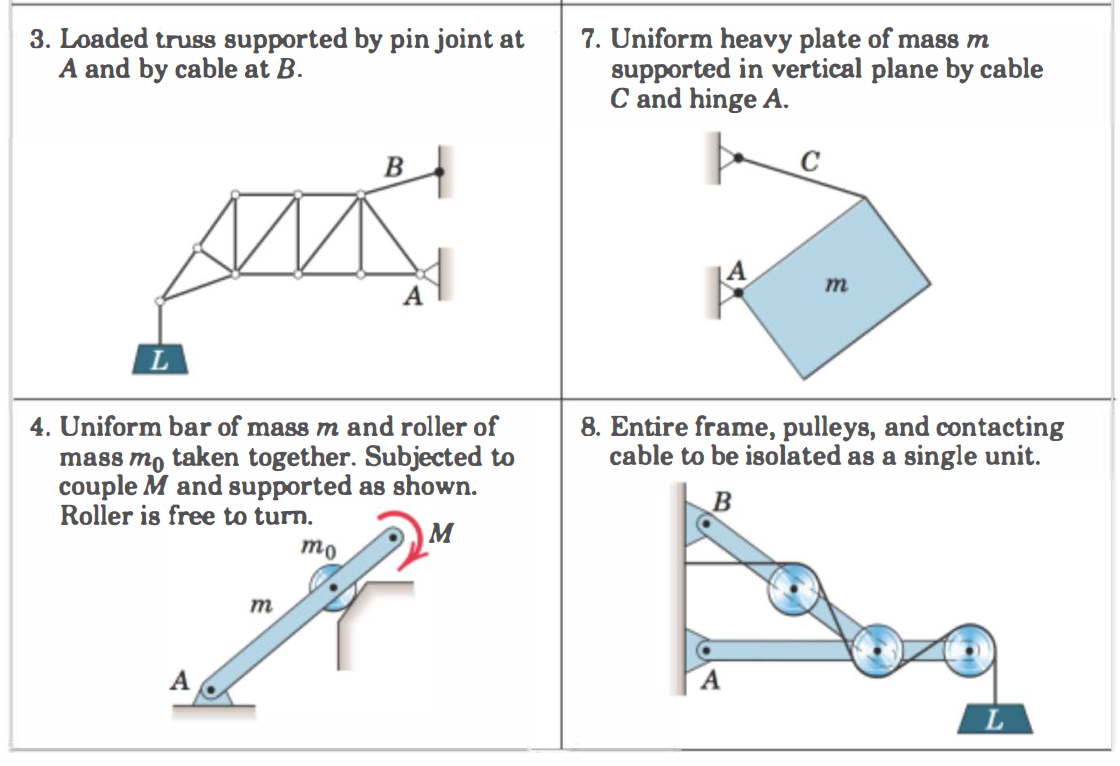 3. Loaded truss supported by pin joint at
A and by cable at B.
B
A
L
7. Uniform heavy plate of mass m
supported in vertical plane by cable
C and hinge A.
C
A
m
4. Uniform bar of mass m and roller of
mass m₀ taken together. Subjected to
couple M and supported as shown.
Roller is free to turn.
M
m₀
m
A
8. Entire frame, pulleys, and contacting
cable to be isolated as a single unit.
B
A
L